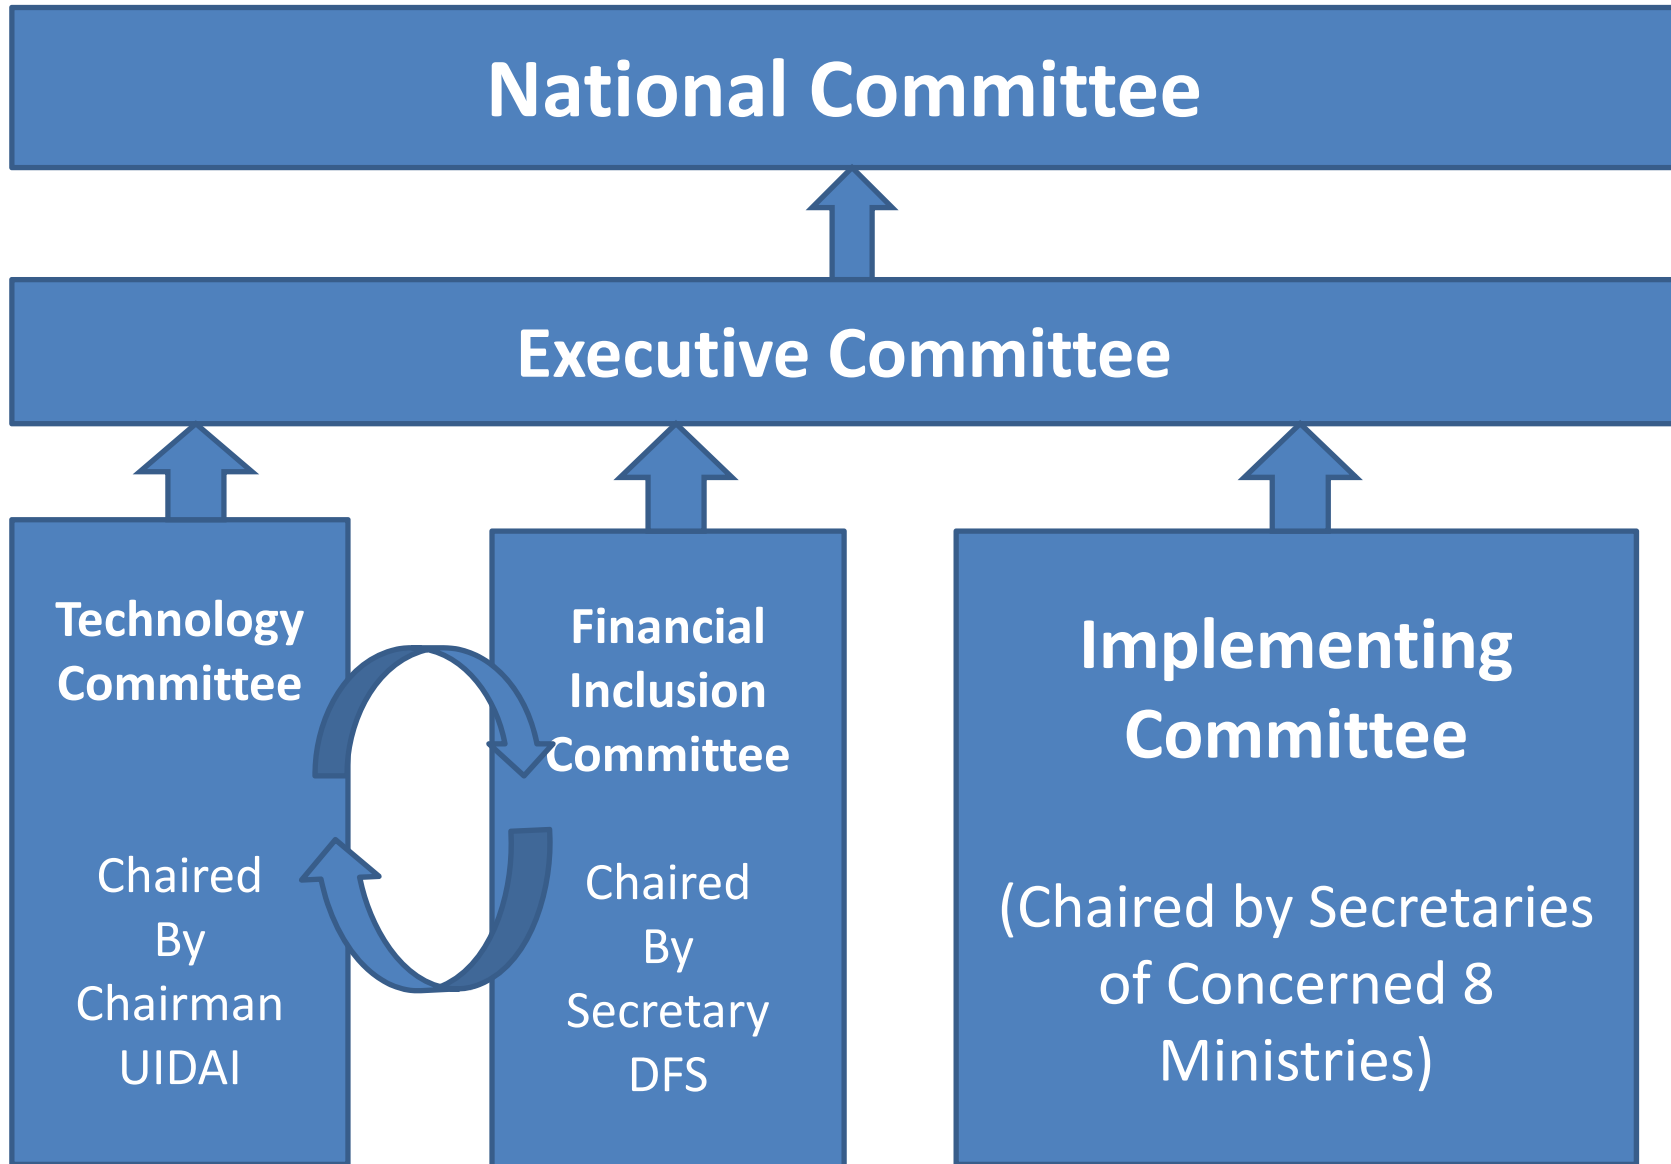 National Committee
Executive Committee
Technology
Committee
Chaired
By
Chairman
UIDAI
Financial
Inclusion
Committee
Chaired
By
Secretary
DFS
Implementing
Committee
(Chaired by Secretaries
of Concerned 8
Ministries)